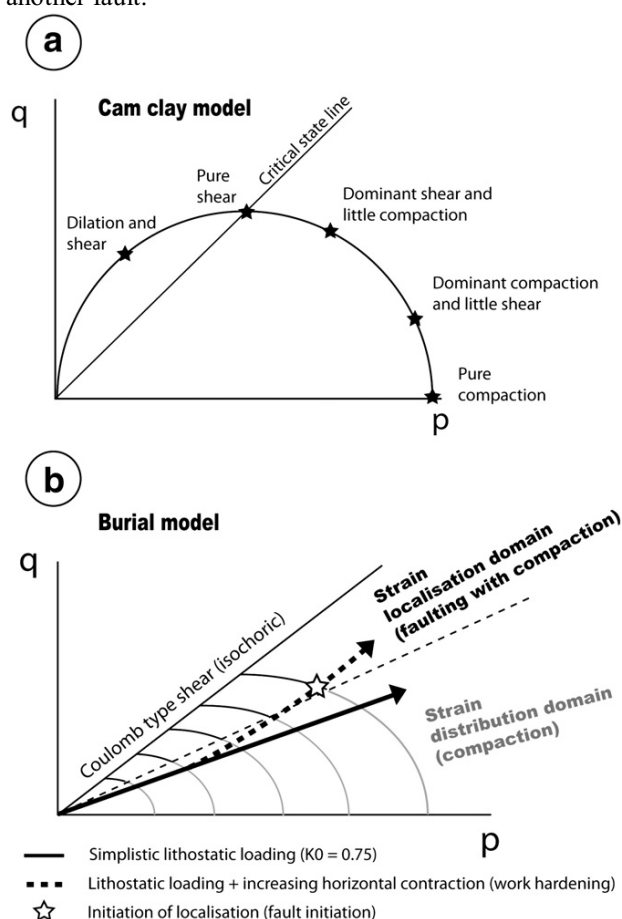 another fault.
a
q
Cam clay model
Critical state line
Pure
shear
Dilation and
shear
Dominant shear and
little compaction
Dominant compaction
and little shear
Pure
compaction
p
b
Burial model
q
Coulomb type shear (isochoric)
Strain
localisation domain
(faulting with compaction)
Strain
distribution domain
(compaction)
p
Simplistic lithostatic loading (K0 = 0.75)
Lithostatic loading + increasing horizontal contraction (work hardening)
Initiation of localisation (fault initiation)